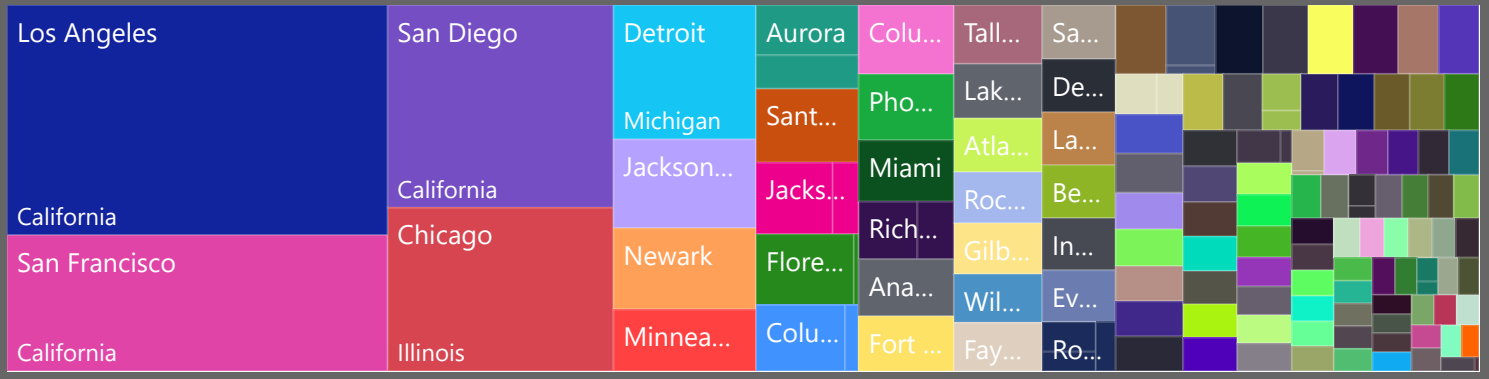 Los Angeles
California
San Francisco
California
San Diego
California
Chicago
Illinois
Detroit
Michigan
Jackson...
Newark
Minnea...
Aurora
Sant...
Jacks...
Flore...
Colu...
Colu...
Pho...
Miami
Rich...
Ana...
Fort ...
Tall...
Lak...
Atla...
Roc...
Gilb...
Wil...
Fay...
Sa...
De...
La...
Be...
In...
Ev...
Ro...